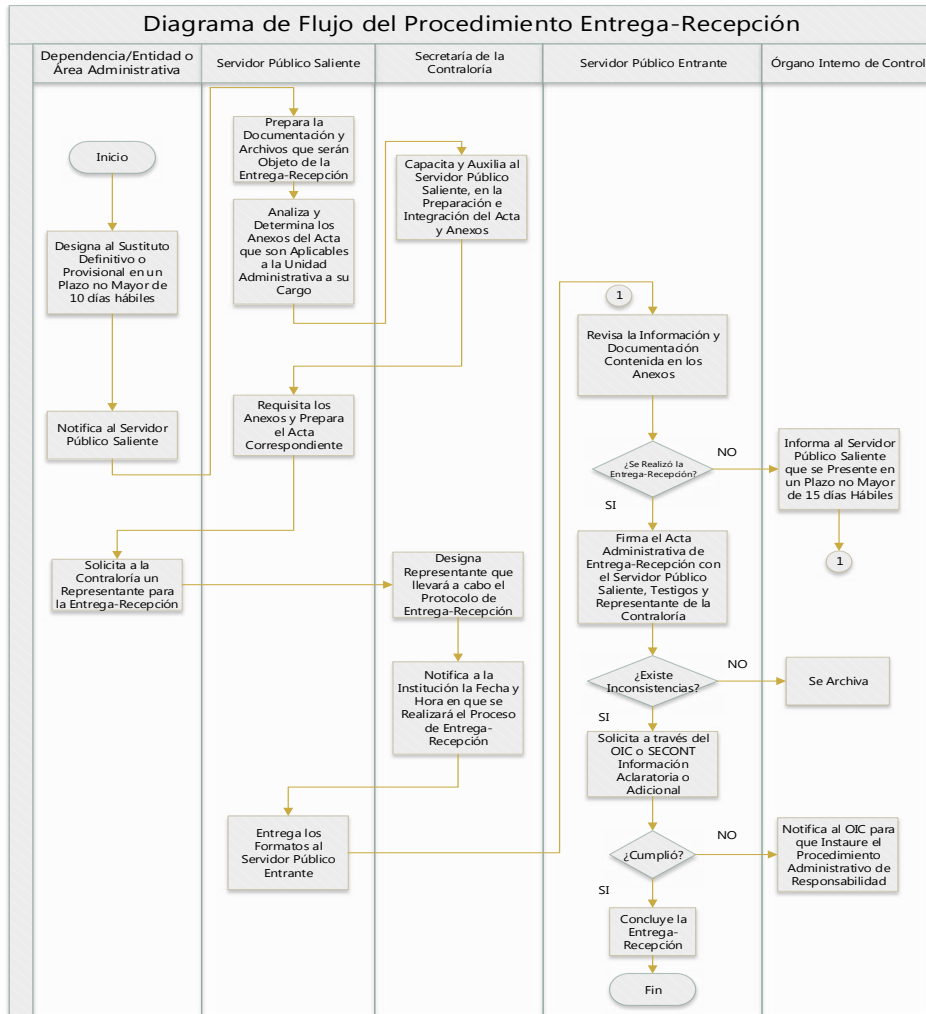 Diagrama de Flujo del Procedimiento Entrega-Recepción
Dependencia/Entidad o
Área Administrativa
Servidor Público Saliente
Secretaría de la
Contraloría
Servidor Público Entrante
Órgano Interno de Control
Inicio
Designa al Sustituto
Definitivo o
Provisional en un
Plazo no Mayor de
10 días hábiles
Notifica al Servidor
Público Saliente
Prepara la
Documentación y
Archivos que serán
Objeto de la
Entrega-Recepción
Analiza y
Determina los
Anexos del Acta
que son Aplicables
a la Unidad
Administrativa a su
Cargo
Capacita y Auxilia al
Servidor Público
Saliente, en la
Preparación e
Integración del Acta
y Anexos
Requisita los
Anexos y Prepara
el Acta
Correspondiente
Solicita a la
Contraloría un
Representante para
la Entrega-Recepción
Designa
Representante que
llevará a cabo el
Protocolo de
Entrega-Recepción
Notifica a la
Institución la Fecha y
Hora en que se
Realizará el Proceso
de Entrega-
Recepción
Entrega los
Formatos al
Servidor Público
Entrante
1
Revisa la Información y
Documentación
Contenida en los
Anexos
¿Se Realizó la
Entrega-Recepción?
NO
Informa al Servidor
Público Saliente
que se Presente en
un Plazo no Mayor
de 15 días Hábiles
1
SI
Firma el Acta
Administrativa de
Entrega-Recepción con
el Servidor Público
Saliente, Testigos y
Representante de la
Contraloría
¿Existe
Inconsistencias?
NO
Se Archiva
SI
Solicita a través del
OIC o SECONT
Información
Aclaratoria o
Adicional
¿Cumplió?
NO
Notifica al OIC para
que Instaure el
Procedimiento
Administrativo de
Responsabilidad
SI
Concluye la
Entrega-
Recepción
Fin